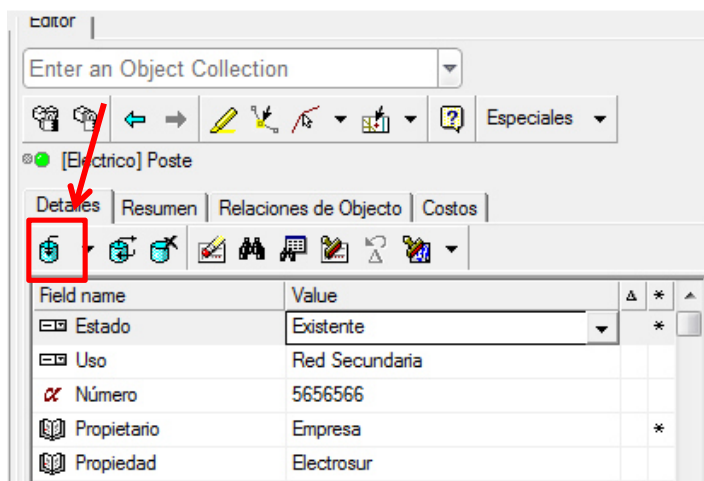 Editor
Enter an Object Collection
Especiales
[Electrico] Poste
Detalles Resumen Relaciones de Objecto Costos
Field name Value Δ *
Estado Existente *
Uso Red Secundaria
α Número 5656566
Propietario Empresa *
Propiedad Electrosur